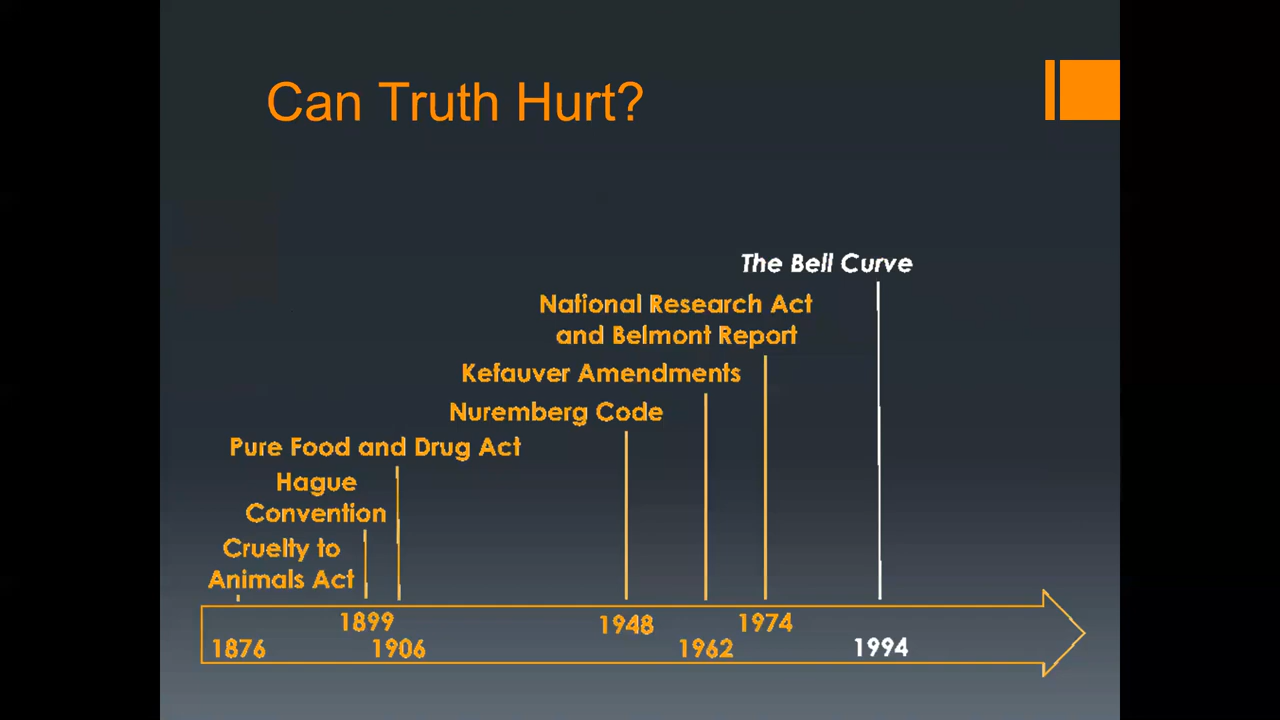 Can Truth Hurt?
The Bell Curve
National Research Act
and Belmont Report
Kefauver Amendments
Nuremberg Code
Pure Food and Drug Act
Hague
Convention
Cruelty to
Animals Act
1899
1948
1974
1876
1906
1962
1994